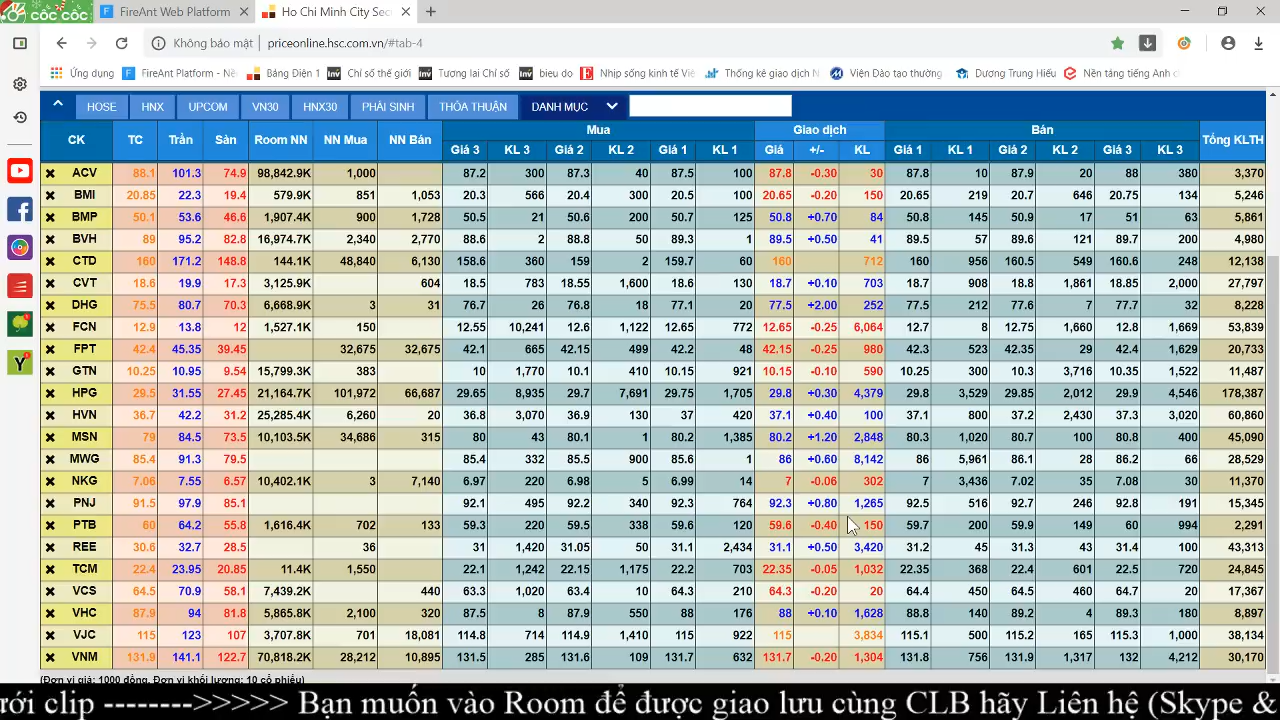 CỐC CỐC FireAnt Web Platform Ho Chi Minh City Sec
Không bảo mật priceonline.hsc.com.vn/#tab-4
Ứng dụng FireAnt Platform - Nề Bảng Điện 1 Chỉ số thế giới Tương lai Chỉ số bieu do Nhịp sống kinh tế Việ Thống kê giao dịch N Viện Đào tạo thưởng Dương Trung Hiếu Nền tảng tiếng Anh c
HOSE HNX UPCOM VN30 HNX30 PHÁI SINH THỎA THUẬN DANH MỤC
CK TC Trần Sàn Room NN NN Mua NN Bán Mua Giao dịch Bán Tổng KLTH
Giá 3 KL 3 Giá 2 KL 2 Giá 1 KL 1 Giá +/- KL Giá 1 KL 1 Giá 2 KL 2 Giá 3 KL 3
ACV 88.1 101.3 74.9 98,842.9K 1,000 87.2 300 87.3 40 87.5 100 87.8 -0.30 30 87.8 10 87.9 20 88 380 3,370
BMI 20.85 22.3 19.4 579.9K 851 1,053 20.3 566 20.4 300 20.5 100 20.65 -0.20 150 20.65 219 20.7 646 20.75 134 5,246
BMP 50.1 53.6 46.6 1,907.4K 900 1,728 50.5 21 50.6 200 50.7 125 50.8 +0.70 84 50.8 145 50.9 17 51 63 5,861
BVH 89 95.2 82.8 16,974.7K 2,340 2,770 88.6 2 88.8 50 89.3 1 89.5 +0.50 41 89.5 57 89.6 121 89.7 200 4,980
CTD 160 171.2 148.8 144.1K 48,840 6,130 158.6 360 159 2 159.7 60 160 712 160 956 160.5 549 160.6 248 12,138
CVT 18.6 19.9 17.3 3,125.9K 604 18.5 783 18.55 1,600 18.6 130 18.7 +0.10 703 18.7 908 18.8 1,861 18.85 2,000 27,797
DHG 75.5 80.7 70.3 6,668.9K 3 31 76.7 26 76.8 18 77.1 20 77.5 +2.00 252 77.5 212 77.6 7 77.7 32 8,228
FCN 12.9 13.8 12 1,527.1K 150 12.55 10,241 12.6 1,122 12.65 772 12.65 -0.25 6,064 12.7 8 12.75 1,660 12.8 1,669 53,839
FPT 42.4 45.35 39.45 32,675 32,675 42.1 665 42.15 499 42.2 48 42.15 -0.25 980 42.3 523 42.35 29 42.4 1,629 20,733
GTN 10.25 10.95 9.54 15,799.3K 383 10 1,770 10.1 410 10.15 921 10.15 -0.10 590 10.25 300 10.3 3,716 10.35 1,522 11,487
HPG 29.5 31.55 27.45 21,164.7K 101,972 66,687 29.65 8,935 29.7 7,691 29.75 1,705 29.8 +0.30 4,379 29.8 3,529 29.85 2,012 29.9 4,546 178,387
HVN 36.7 42.2 31.2 25,285.4K 6,260 20 36.8 3,070 36.9 130 37 420 37.1 +0.40 100 37.1 800 37.2 2,430 37.3 3,020 60,860
MSN 79 84.5 73.5 10,103.5K 34,686 315 80 43 80.1 1 80.2 1,385 80.2 +1.20 2,848 80.3 1,020 80.7 100 80.8 400 45,090
MWG 85.4 91.3 79.5 85.4 332 85.5 900 85.6 1 86 +0.60 8,142 86 5,961 86.1 28 86.2 66 28,529
NKG 7.06 7.55 6.57 10,402.1K 3 7,140 6.97 220 6.98 5 6.99 14 7 -0.06 302 7 3,436 7.02 35 7.08 30 11,370
PNJ 91.5 97.9 85.1 92.1 495 92.2 340 92.3 764 92.3 +0.80 1,265 92.5 516 92.7 246 92.8 191 15,345
PTB 60 64.2 55.8 1,616.4K 702 133 59.3 220 59.5 338 59.6 120 59.6 -0.40 150 59.7 200 59.9 149 60 994 2,291
REE 30.6 32.7 28.5 36 31 1,420 31.05 50 31.1 2,434 31.1 +0.50 3,420 31.2 45 31.3 43 31.4 100 43,313
TCM 22.4 23.95 20.85 11.4K 1,550 22.1 1,242 22.15 1,175 22.2 703 22.35 -0.05 1,032 22.35 368 22.4 601 22.5 720 24,845
VCS 64.5 70.9 58.1 7,439.2K 440 63.3 1,020 63.4 10 64.3 210 64.3 -0.20 20 64.4 450 64.5 460 64.7 20 17,367
VHC 87.9 94 81.8 5,865.8K 2,100 320 87.5 8 87.9 550 88 176 88 +0.10 1,628 88.8 140 89.2 4 89.3 180 8,897
VJC 115 123 107 3,707.8K 701 18,081 114.8 714 114.9 1,410 115 922 115 3,834 115.1 500 115.2 165 115.3 1,000 38,134
VNM 131.9 141.1 122.7 70,818.2K 28,212 10,895 131.5 285 131.6 109 131.7 632 131.7 -0.20 1,304 131.8 756 131.9 1,317 132 4,212 30,170
(Đơn vị giá: 1000 đồng. Đơn vị khối lượng: 10 cổ phiếu)
ưới clip -------->>>>> Bạn muốn vào Room để được giao lưu cùng CLB hãy Liên hệ (Skype &